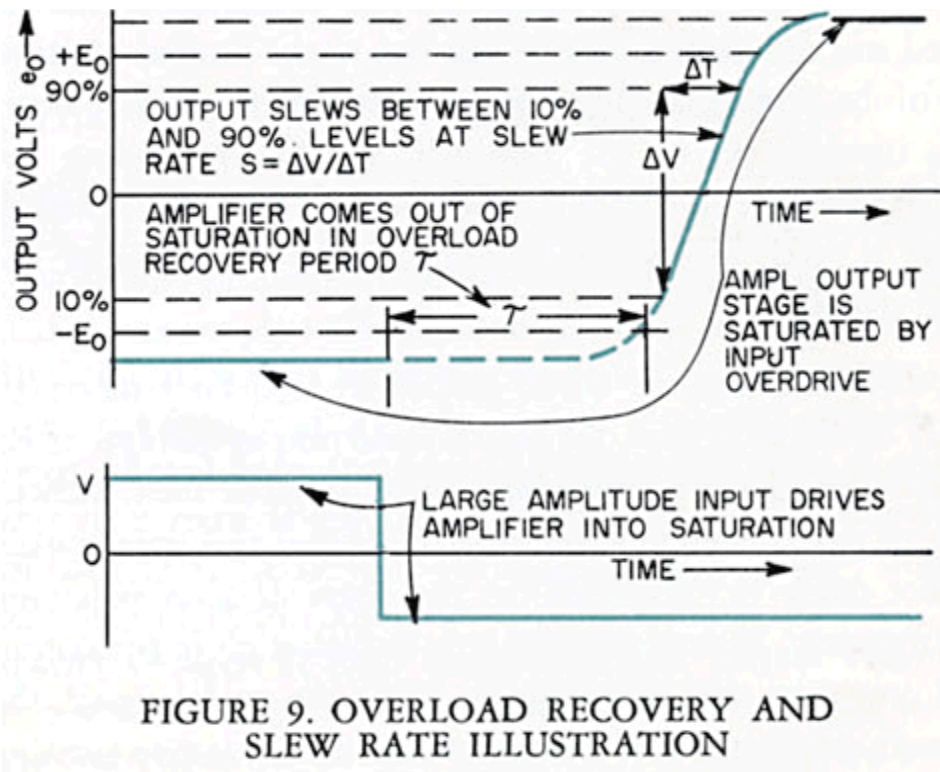 OUTPUT VOLTS e₀
+E₀
90%
ΔT
OUTPUT SLEWS BETWEEN 10%
AND 90%. LEVELS AT SLEW
RATE S = ΔV/ΔT
ΔV
0
TIME
AMPLIFIER COMES OUT OF
SATURATION IN OVERLOAD
RECOVERY PERIOD τ
10%
τ
-E₀
AMPL OUTPUT
STAGE IS
SATURATED BY
INPUT
OVERDRIVE
V
LARGE AMPLITUDE INPUT DRIVES
AMPLIFIER INTO SATURATION
0
TIME
FIGURE 9. OVERLOAD RECOVERY AND
SLEW RATE ILLUSTRATION